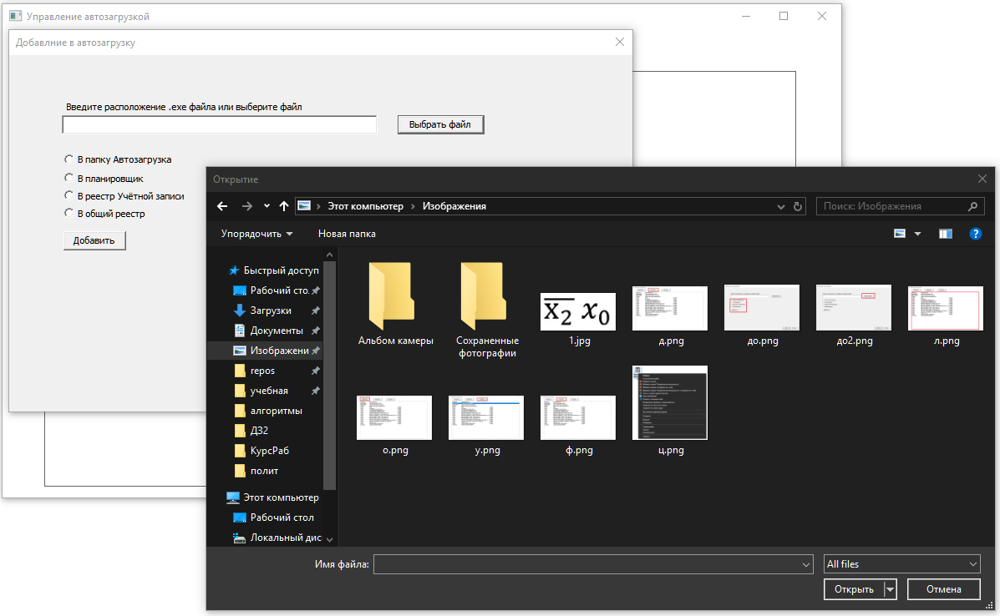 Управление автозагрузкой
Добавлние в автозагрузку
Введите расположение .exe файла или выберите файл
Выбрать файл
В папку Автозагрузка
В планировщик
В реестр Учётной записи
В общий реестр
Добавить
Открытие
Этот компьютер
Изображения
Поиск: Изображения
Упорядочить
Новая папка
Быстрый доступ
Рабочий сто.
Загрузки
Документы
Изображени
repos
учебная
алгоритмы
ДЗ2
КурсРаб
полит
Этот компьютер
Рабочий стол
Локальный дис
Альбом камеры
Сохраненные
фотографии
x2 x0
1.jpg
д.png
до.png
до2.png
л.png
о.png
у.png
ф.png
ц.png
Имя файла:
All files
Открыть
Отмена